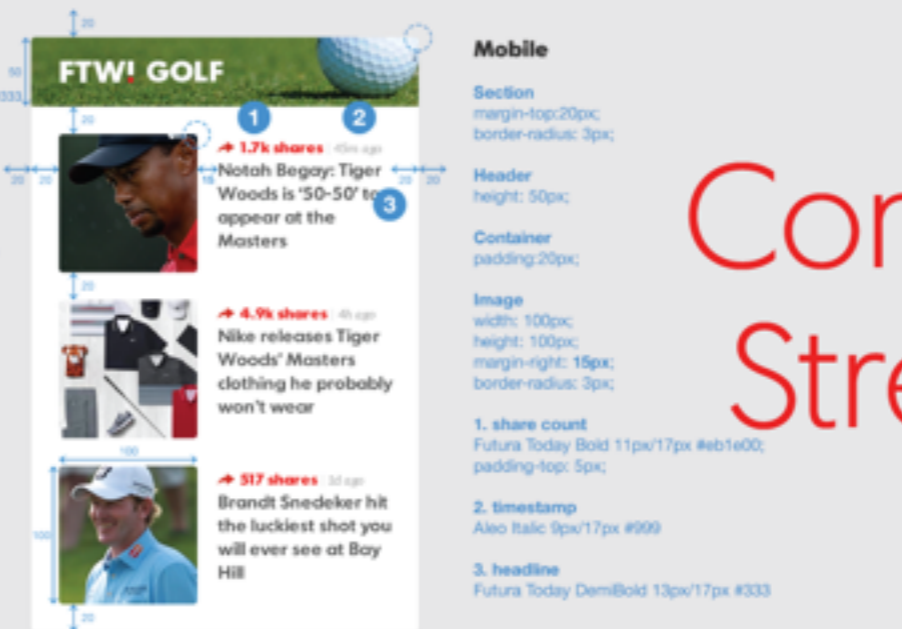 20
FTW! GOLF
50
333
20
1
2
1.7k shares 45m ago
Notah Begay: Tiger
Woods is '50-50' to
appear at the
Masters
20
20
15
20
20
3
20
4.9k shares 4h ago
Nike releases Tiger
Woods' Masters
clothing he probably
won't wear
100
100
517 shares 3d ago
Brandt Snedeker hit
the luckiest shot you
will ever see at Bay
Hill
20
Mobile
Section
margin-top:20px;
border-radius: 3px;
Header
height: 50px;
Container
padding:20px;
Image
width: 100px;
height: 100px;
margin-right: 15px;
border-radius: 3px;
1. share count
Futura Today Bold 11px/17px #eb1e00;
padding-top: 5px;
2. timestamp
Aleo Italic 9px/17px #999
3. headline
Futura Today DemiBold 13px/17px #333
Con
Stre